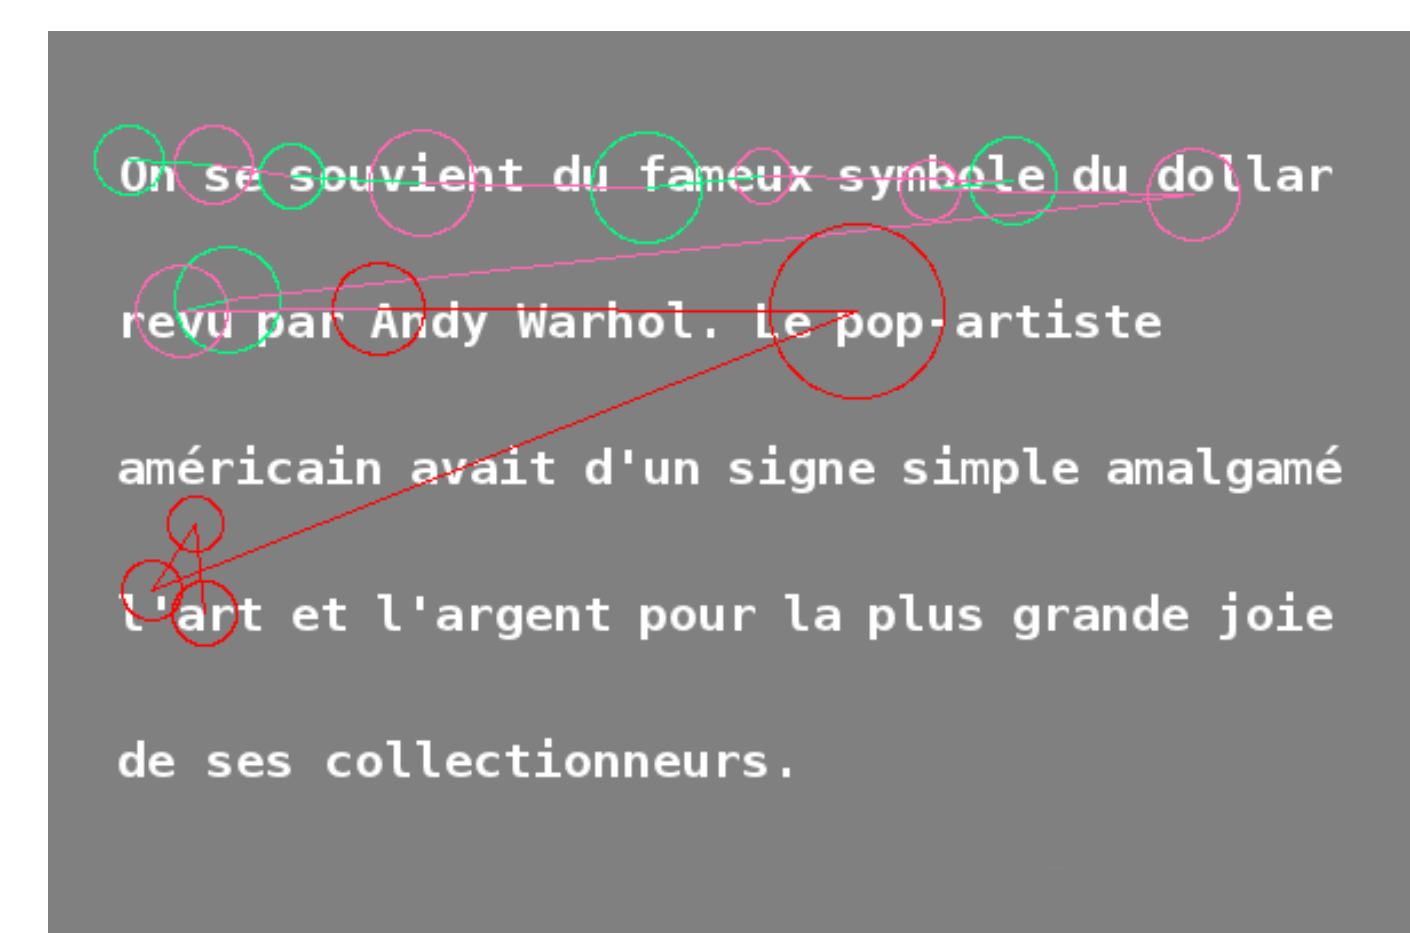 On se souvient du fameux symbole du dollar
revu par Andy Warhol. Le pop-artiste
américain avait d'un signe simple amalgamé
l'art et l'argent pour la plus grande joie
de ses collectionneurs.